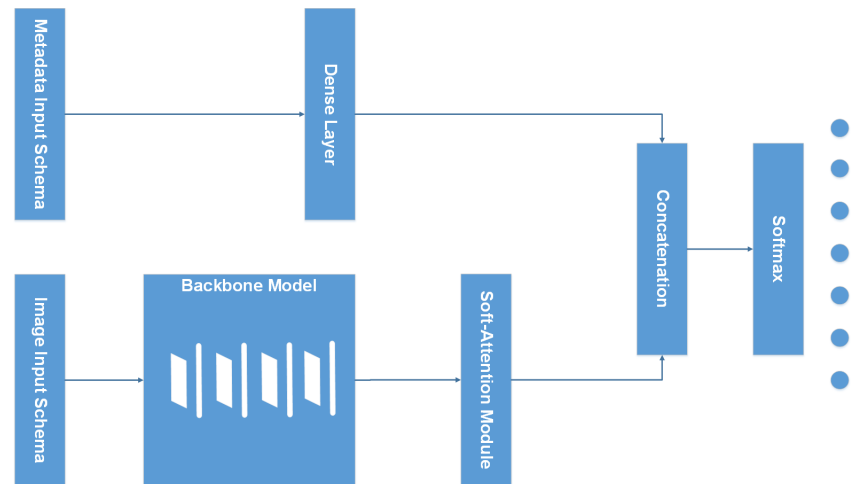 Metadata Input Schema
Dense Layer
Concatenation
Softmax
Image Input Schema
Backbone Model
Soft-Attention Module